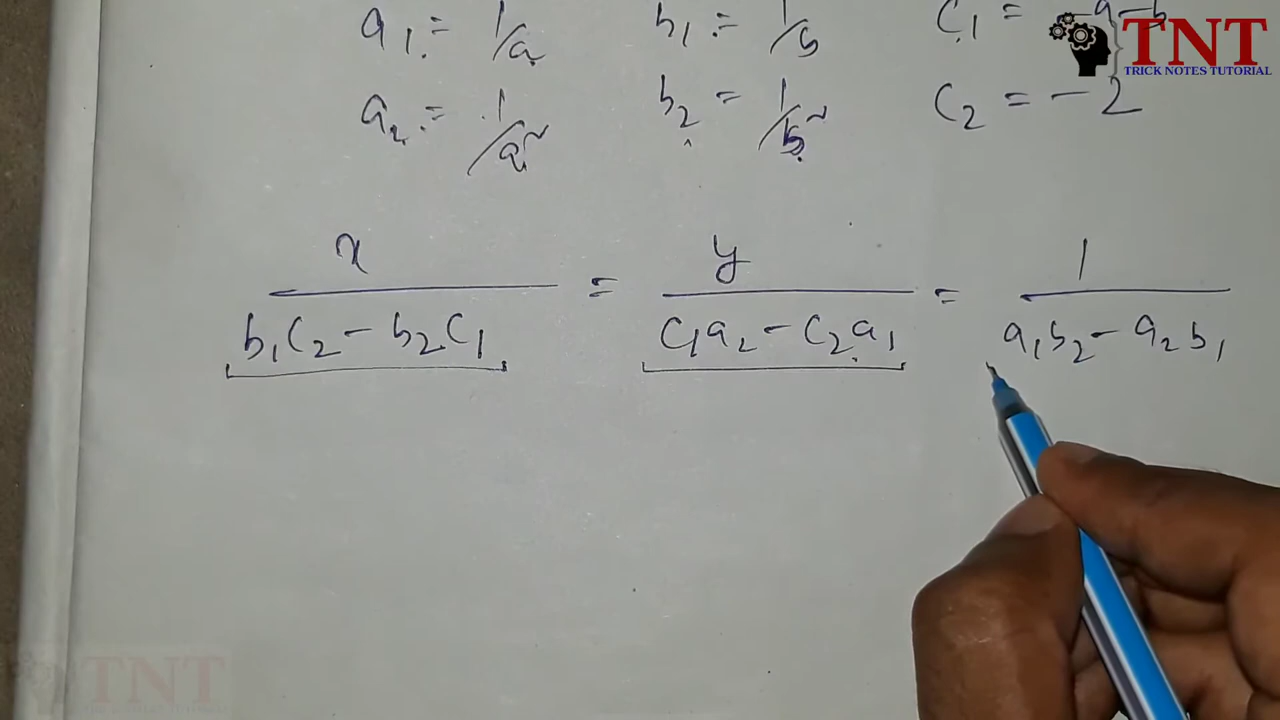 a₁ = 1/a b₁ = 1/b C₁ = -a-b
TNT
TRICK NOTES TUTORIAL
a₂ = 1/a² b₂ = 1/b² C₂ = -2
x = y = 1
b₁C₂ - b₂C₁ C₁a₂ - C₂a₁ a₁b₂ - a₂b₁
TNT